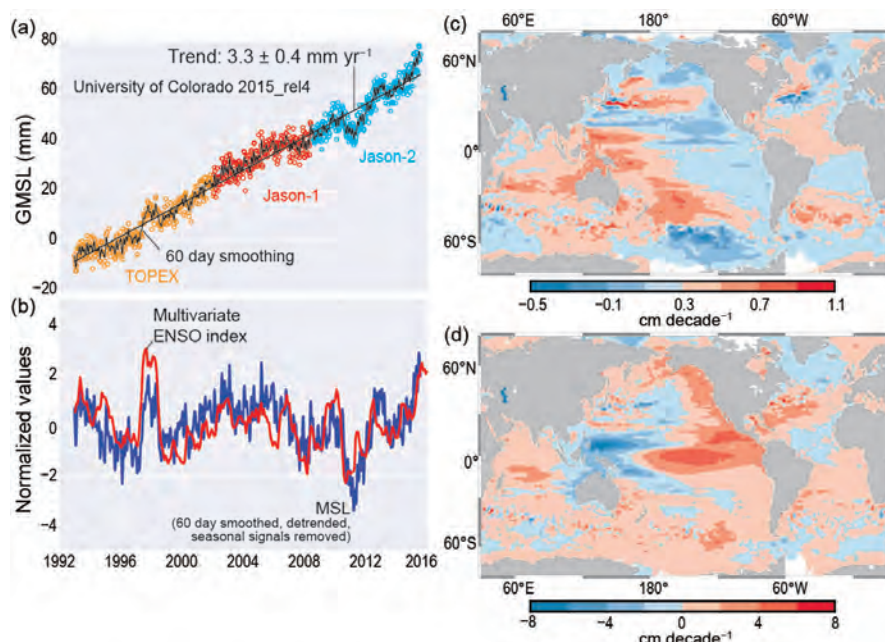 (a)
80
60
40
20
0
−20
GMSL (mm)
Trend: 3.3 ± 0.4 mm yr⁻¹
University of Colorado 2015_rel4
Jason-2
Jason-1
60 day smoothing
TOPEX
(b)
4
2
0
−2
−4
Normalized values
Multivariate
ENSO index
MSL
(60 day smoothed, detrended,
seasonal signals removed)
1992 1996 2000 2004 2008 2012 2016
(c)
60°E 180° 60°W
60°N
0°
60°S
−0.5 −0.1 0.3 0.7 1.1
cm decade⁻¹
(d)
60°N
0°
60°S
60°E 180° 60°W
−8 −4 0 4 8
cm decade⁻¹